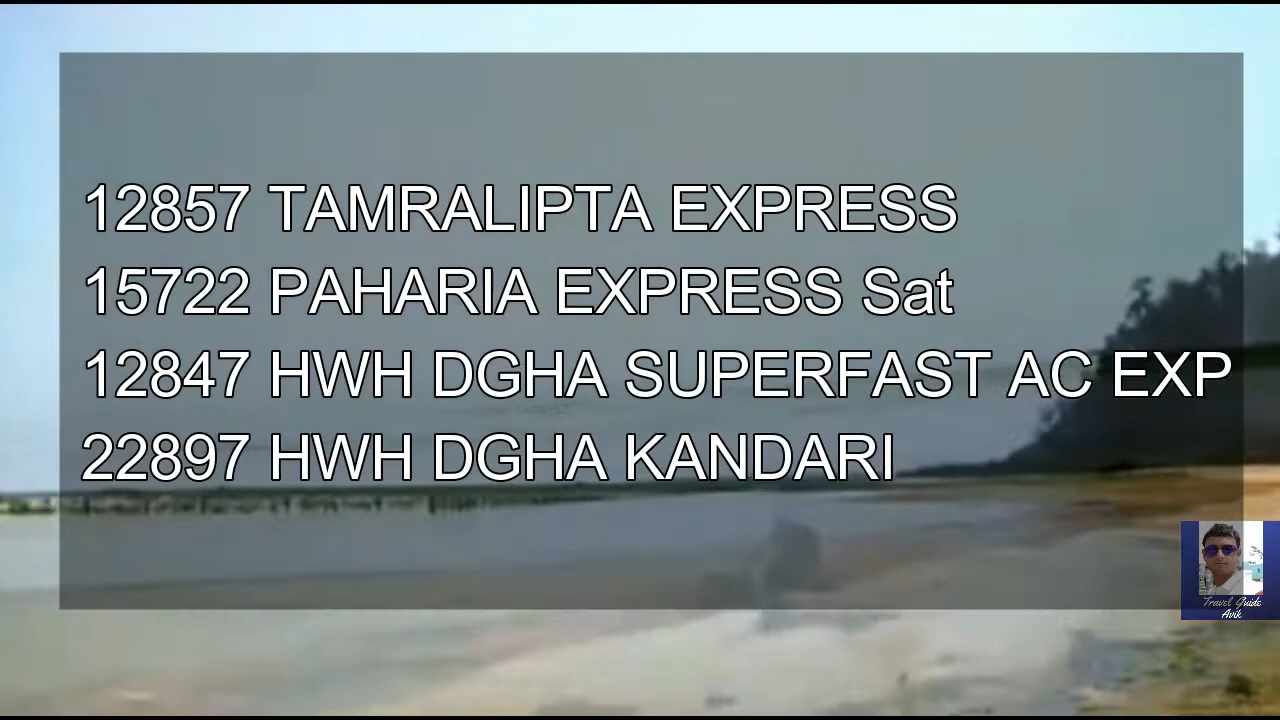 12857 TAMRALIPTA EXPRESS
15722 PAHARIA EXPRESS Sat
12847 HWH DGHA SUPERFAST AC EXP
22897 HWH DGHA KANDARI
Travel Guide
Avik